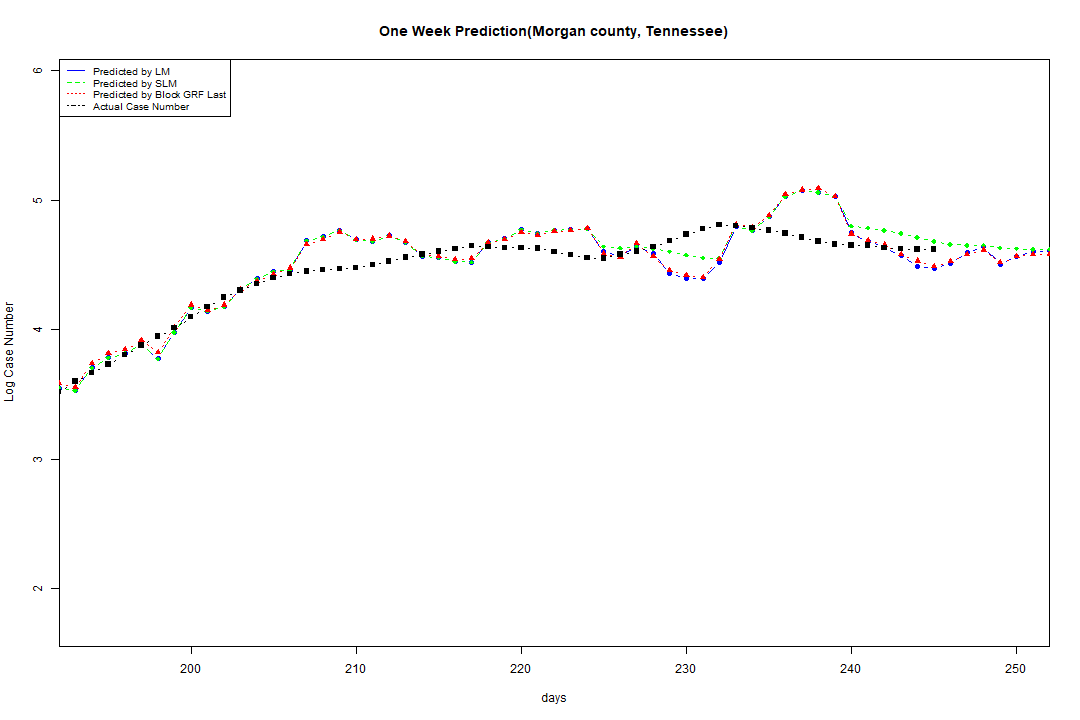 One Week Prediction(Morgan county, Tennessee)
Predicted by LM
Predicted by SLM
Predicted by Block GRF Last
Actual Case Number
6
5
4
3
2
Log Case Number
200 210 220 230 240 250
days